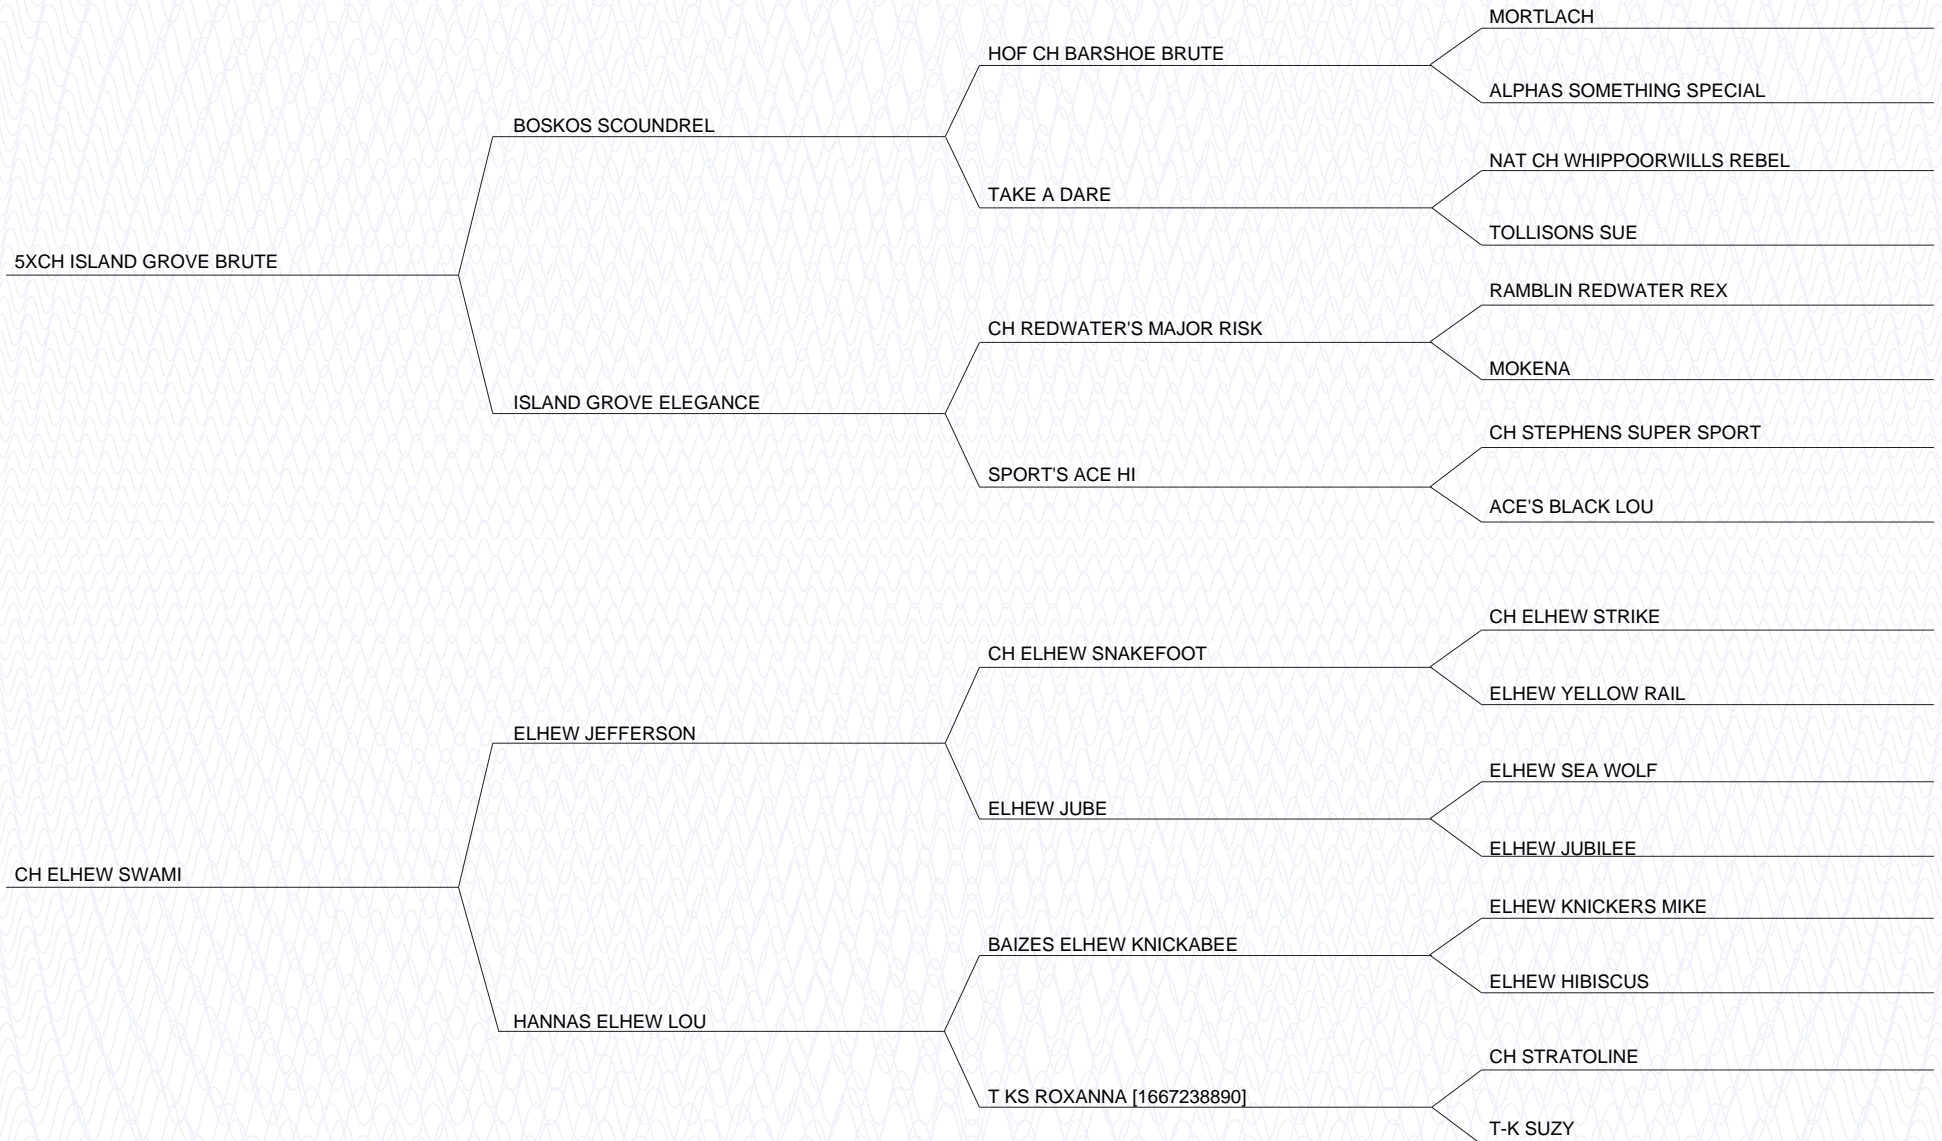 MORTLACH
HOF CH BARSHOE BRUTE
ALPHAS SOMETHING SPECIAL
BOSKOS SCOUNDREL
NAT CH WHIPPOORWILLS REBEL
TAKE A DARE
TOLLISONS SUE
5XCH ISLAND GROVE BRUTE
RAMBLIN REDWATER REX
CH REDWATER'S MAJOR RISK
MOKENA
ISLAND GROVE ELEGANCE
CH STEPHENS SUPER SPORT
SPORT'S ACE HI
ACE'S BLACK LOU
CH ELHEW STRIKE
CH ELHEW SNAKEFOOT
ELHEW YELLOW RAIL
ELHEW JEFFERSON
ELHEW SEA WOLF
ELHEW JUBE
ELHEW JUBILEE
CH ELHEW SWAMI
ELHEW KNICKERS MIKE
BAIZES ELHEW KNICKABEE
ELHEW HIBISCUS
HANNAS ELHEW LOU
CH STRATOLINE
T KS ROXANNA [1667238890]
T-K SUZY